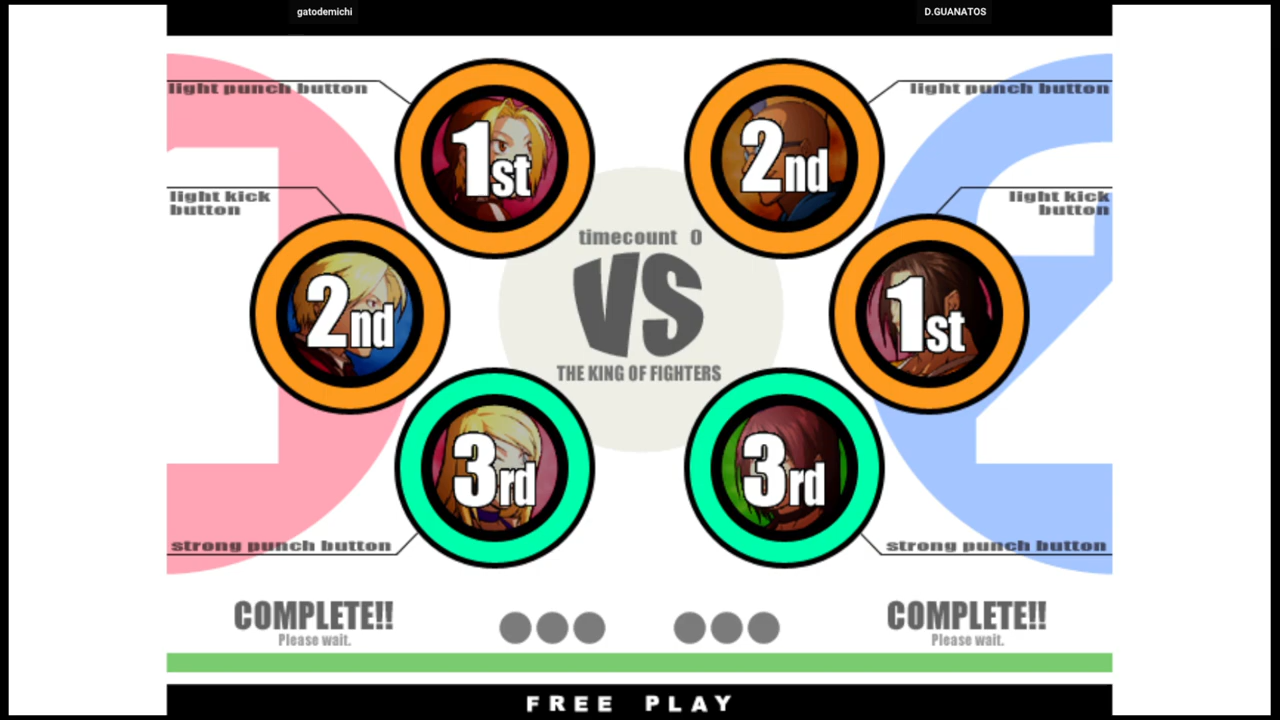 gatodemichi
D.GUANATOS
light punch button
light punch button
1st
2nd
light kick
button
light kick
button
timecount 0
2nd
VS
1st
THE KING OF FIGHTERS
3rd
3rd
strong punch button
strong punch button
COMPLETE!!
Please wait.
COMPLETE!!
Please wait.
FREE PLAY